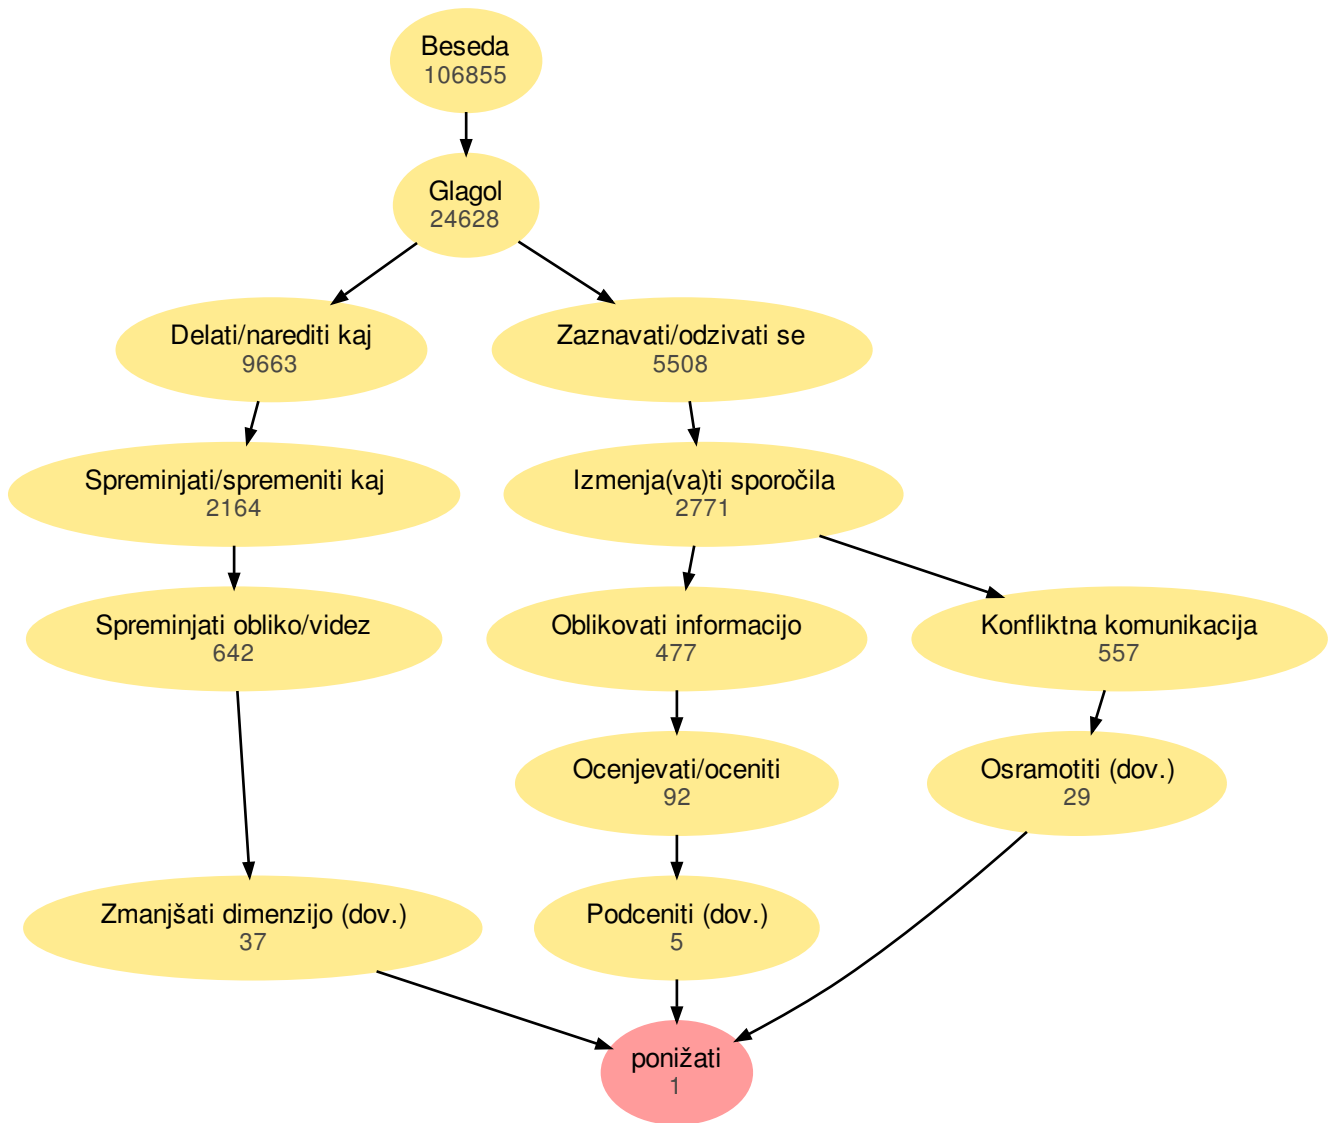 Beseda
106855
Glagol
24628
Delati/narediti kaj
9663
Zaznavati/odzivati se
5508
Spreminjati/spremeniti kaj
2164
Izmenja(va)ti sporočila
2771
Spreminjati obliko/videz
642
Oblikovati informacijo
477
Konfliktna komunikacija
557
Ocenjevati/oceniti
92
Osramotiti (dov.)
29
Zmanjšati dimenzijo (dov.)
37
Podceniti (dov.)
5
ponižati
1